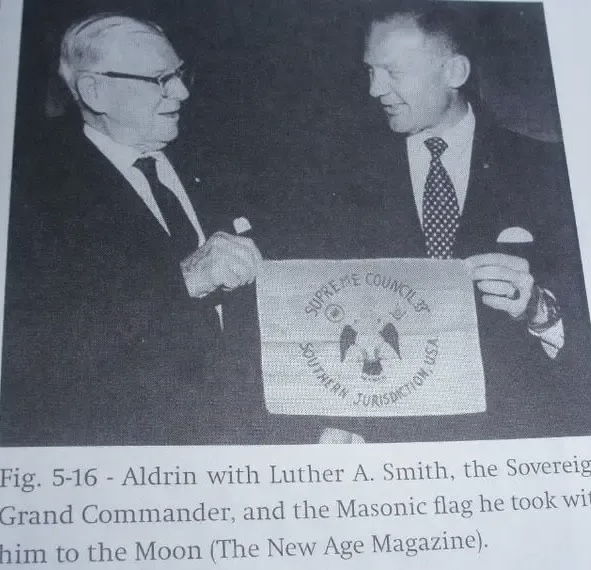 SUPREME COUNCIL, 33°
SOUTHERN JURISDICTION, USA.
Fig. 5-16 - Aldrin with Luther A. Smith, the Sovereig
Grand Commander, and the Masonic flag he took wit
him to the Moon (The New Age Magazine).